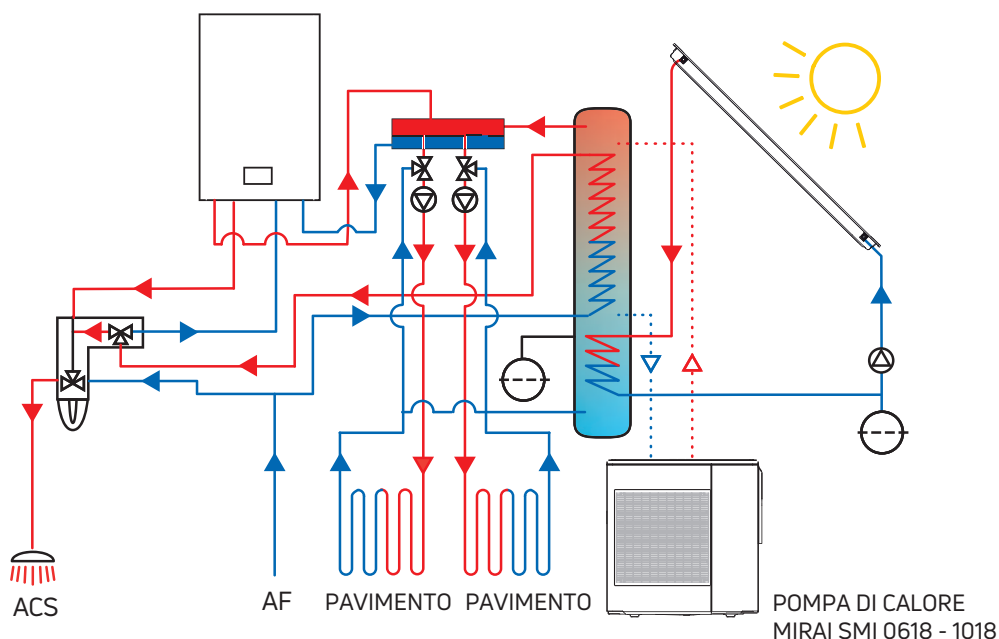 ACS
AF
PAVIMENTO
PAVIMENTO
POMPA DI CALORE
MIRAI SMI 0618 - 1018